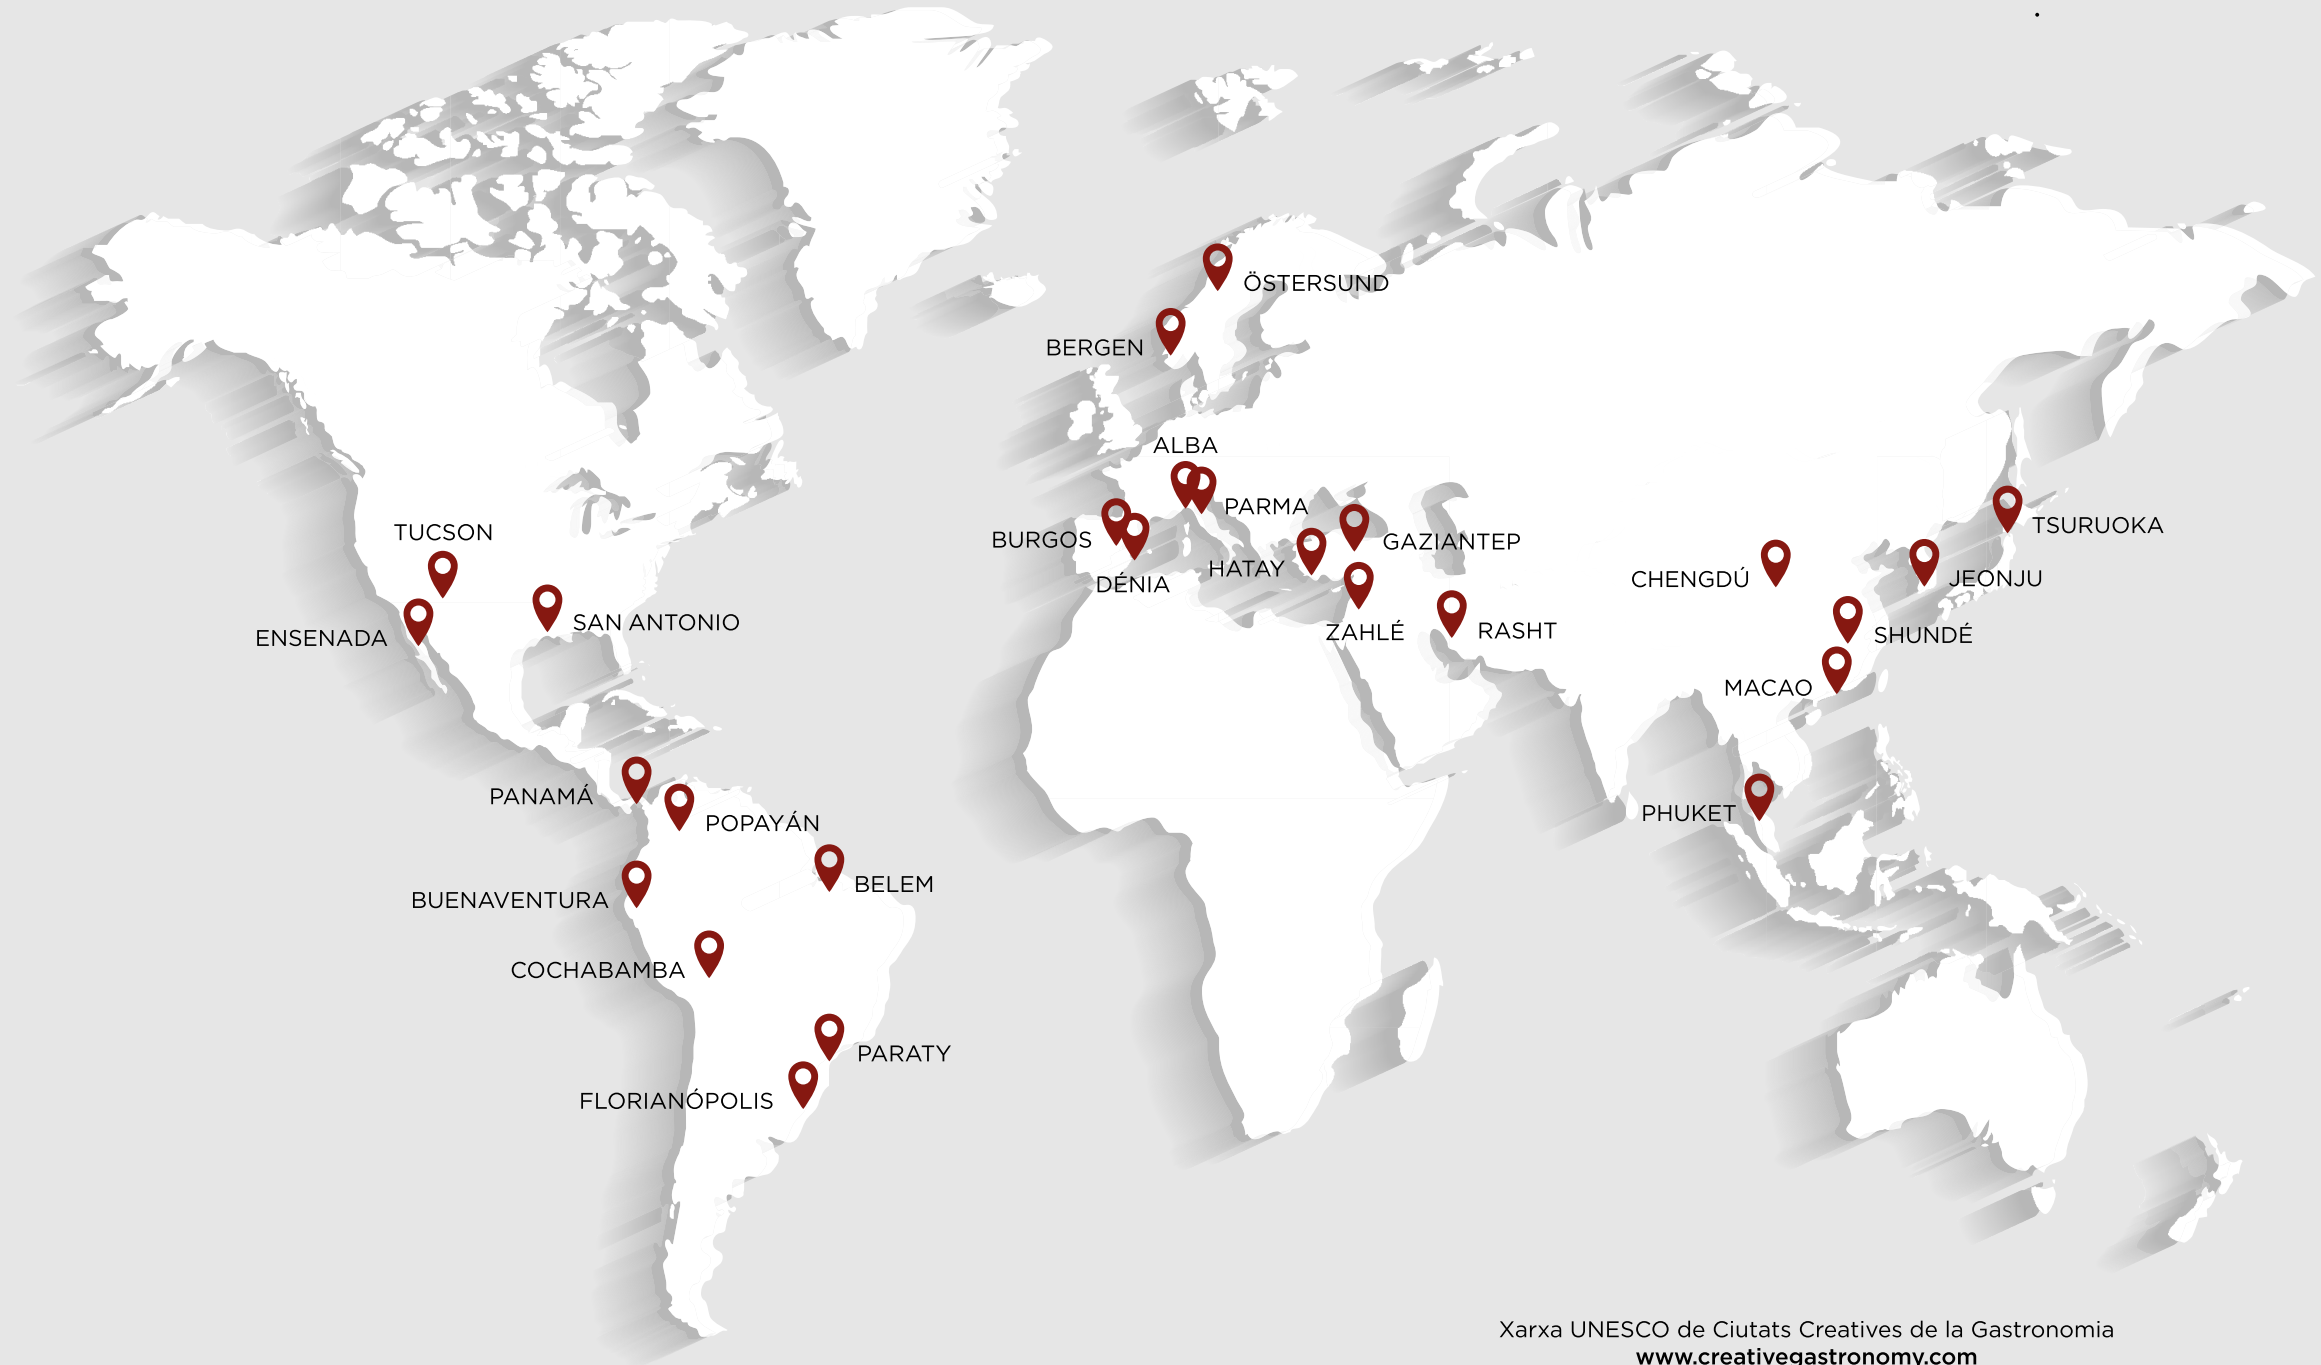 ÖSTERSUND
BERGEN
ALBA
PARMA
BURGOS
DÉNIA
HATAY
GAZIANTEP
ZAHLÉ
RASHT
TUCSON
ENSENADA
SAN ANTONIO
CHENGDÚ
TSURUOKA
JEONJU
SHUNDÉ
MACAO
PHUKET
PANAMÁ
POPAYÁN
BUENAVENTURA
BELEM
COCHABAMBA
PARATY
FLORIANÓPOLIS
Xarxa UNESCO de Ciutats Creatives de la Gastronomia
www.creativegastronomy.com